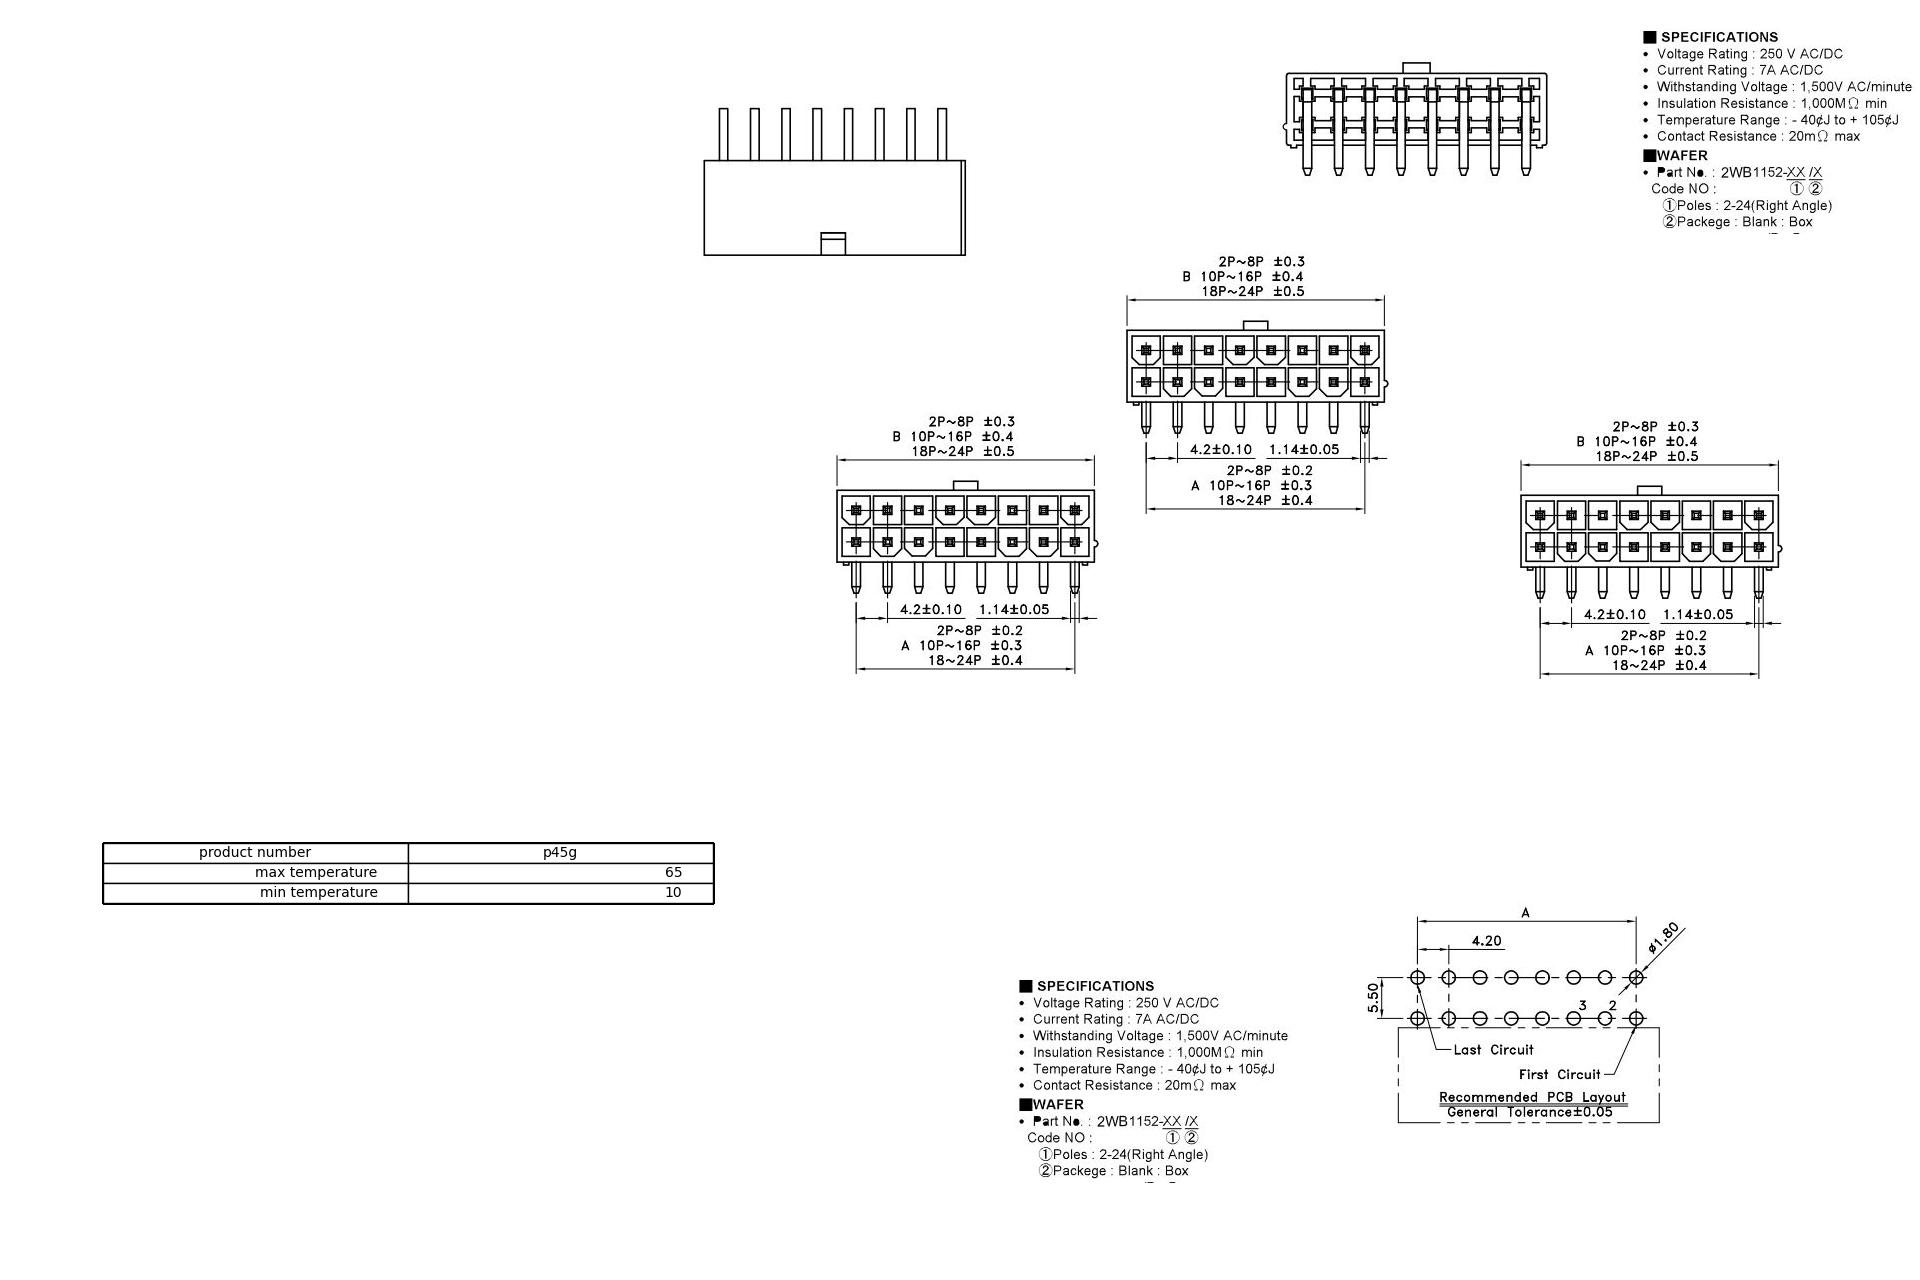 ■ SPECIFICATIONS
• Voltage Rating : 250 V AC/DC
• Current Rating : 7A AC/DC
• Withstanding Voltage : 1,500V AC/minute
• Insulation Resistance : 1,000MΩ min
• Temperature Range : - 40¢J to + 105¢J
• Contact Resistance : 20mΩ max
■WAFER
• Part No. : 2WB1152-XX /X
Code NO : ① ②
①Poles : 2-24(Right Angle)
②Packege : Blank : Box
2P~8P ±0.3
B 10P~16P ±0.4
18P~24P ±0.5
4.2±0.10 1.14±0.05
2P~8P ±0.2
A 10P~16P ±0.3
18~24P ±0.4
2P~8P ±0.3
B 10P~16P ±0.4
18P~24P ±0.5
4.2±0.10 1.14±0.05
2P~8P ±0.2
A 10P~16P ±0.3
18~24P ±0.4
2P~8P ±0.3
B 10P~16P ±0.4
18P~24P ±0.5
4.2±0.10 1.14±0.05
2P~8P ±0.2
A 10P~16P ±0.3
18~24P ±0.4
product number p45g
max temperature 65
min temperature 10
A
4.20
ø1.80
5.50
3 2
Last Circuit
First Circuit
Recommended PCB Layout
General Tolerance±0.05
■ SPECIFICATIONS
• Voltage Rating : 250 V AC/DC
• Current Rating : 7A AC/DC
• Withstanding Voltage : 1,500V AC/minute
• Insulation Resistance : 1,000MΩ min
• Temperature Range : - 40¢J to + 105¢J
• Contact Resistance : 20mΩ max
■WAFER
• Part No. : 2WB1152-XX /X
Code NO : ① ②
①Poles : 2-24(Right Angle)
②Packege : Blank : Box